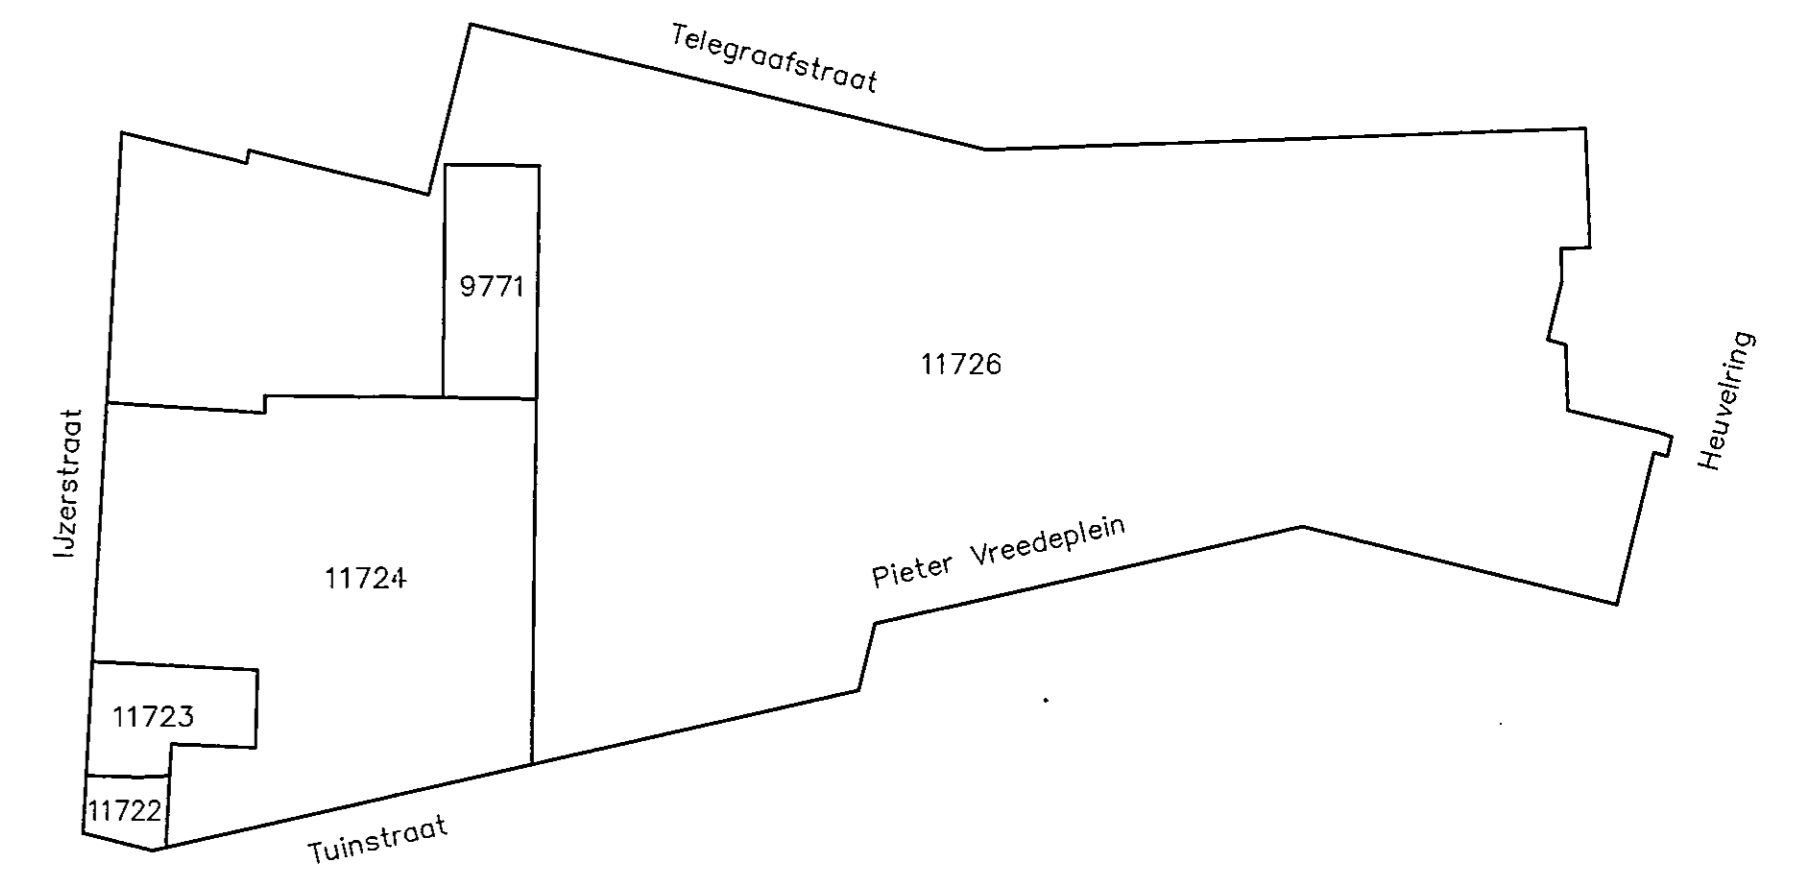 Telegraafstraat
9771
11726
Heuvelring
IJzerstraat
Pieter Vreedeplein
11724
11723
11722
Tuinstraat